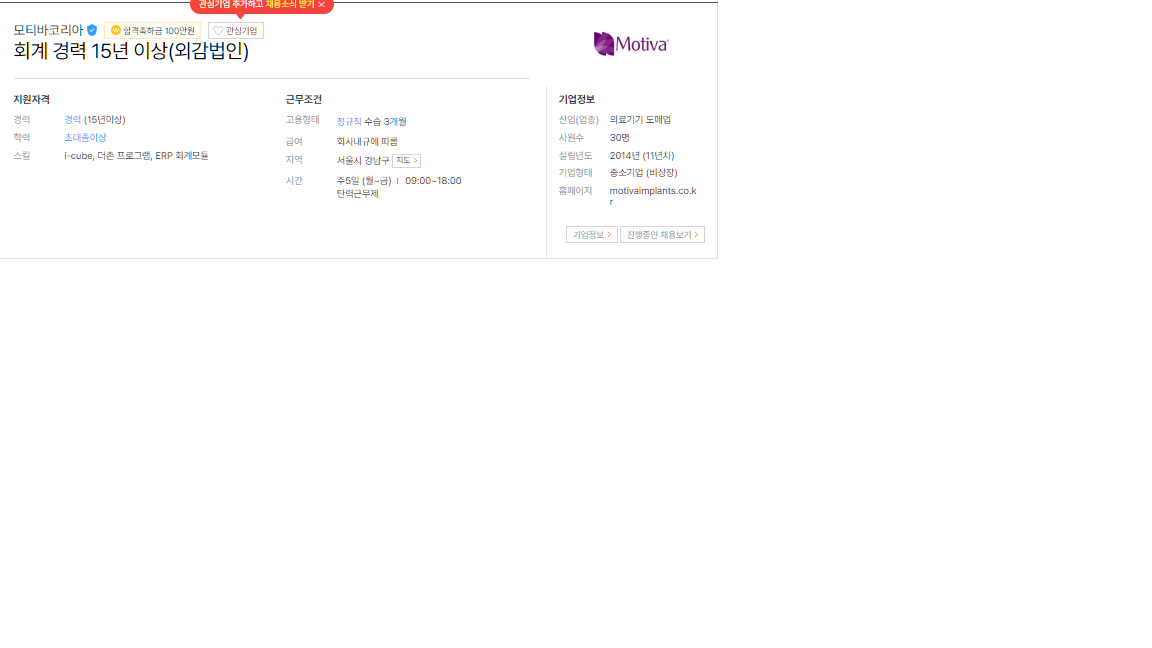 관심기업 추가하고 채용소식 받기 ×
모티바코리아 합격축하금 100만원 관심기업
회계 경력 15년 이상(외감법인)
Motiva
지원자격
경력 경력 (15년이상)
학력 초대졸이상
스킬 i-cube, 더존 프로그램, ERP 회계모듈
근무조건
고용형태 정규직 수습 3개월
급여 회사내규에 따름
지역 서울시 강남구 지도 >
시간 주5일 (월~금) | 09:00~18:00
탄력근무제
기업정보
산업(업종) 의료기기 도매업
사원수 30명
설립년도 2014년 (11년차)
기업형태 중소기업 (비상장)
홈페이지 motivaimplants.co.k
r
기업정보 > 진행중인 채용보기 >